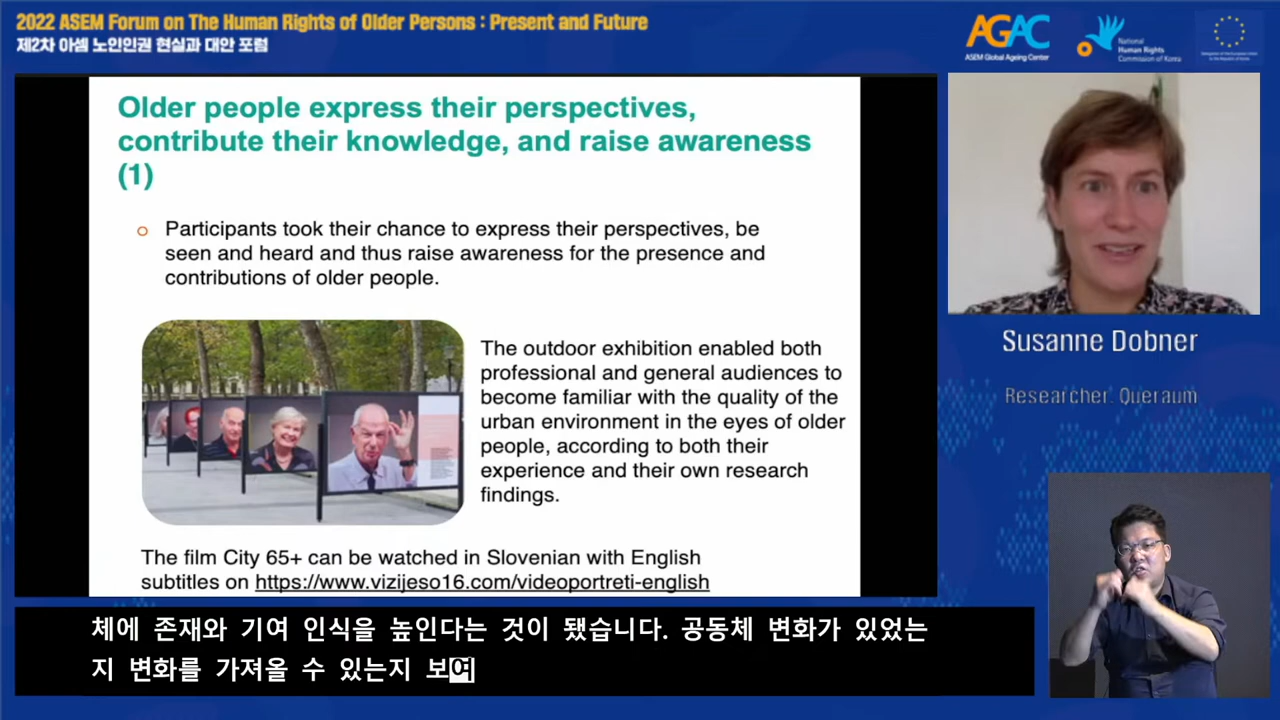 2022 ASEM Forum on The Human Rights of Older Persons : Present and Future
제2차 아셈 노인인권 현실과 대안 포럼
AGAC
ASEM Global Ageing Center
National
Human Rights
Commission of Korea
Older people express their perspectives,
contribute their knowledge, and raise awareness
(1)
Participants took their chance to express their perspectives, be
seen and heard and thus raise awareness for the presence and
contributions of older people.
The outdoor exhibition enabled both
professional and general audiences to
become familiar with the quality of the
urban environment in the eyes of older
people, according to both their
experience and their own research
findings.
The film City 65+ can be watched in Slovenian with English
subtitles on https://www.vizijeso16.com/videoportreti-english
Susanne Dobner
Researcher. Queraum
체에 존재와 기여 인식을 높인다는 것이 됐습니다. 공동체 변화가 있었는
지 변화를 가져올 수 있는지 보여